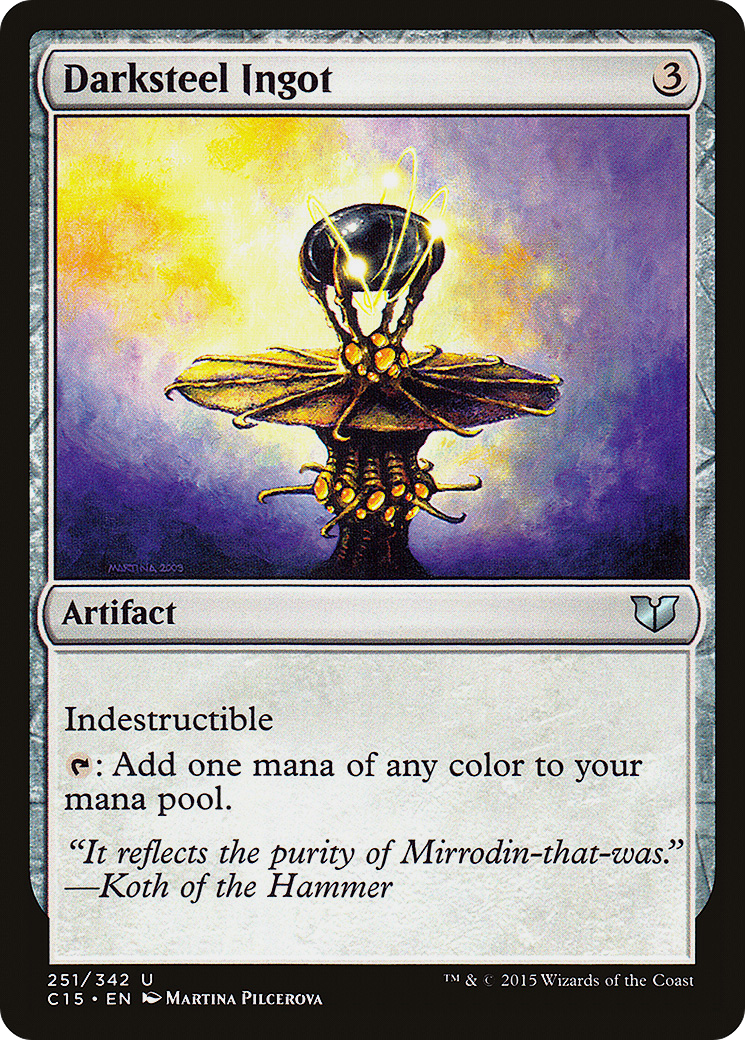 Darksteel Ingot 3
MARTINA, 2003
Artifact
Indestructible
: Add one mana of any color to your
mana pool.
“It reflects the purity of Mirrodin-that-was.”
—Koth of the Hammer
251/342 U
™ & © 2015 Wizards of the Coast
C15 • EN Martina Pilcerova